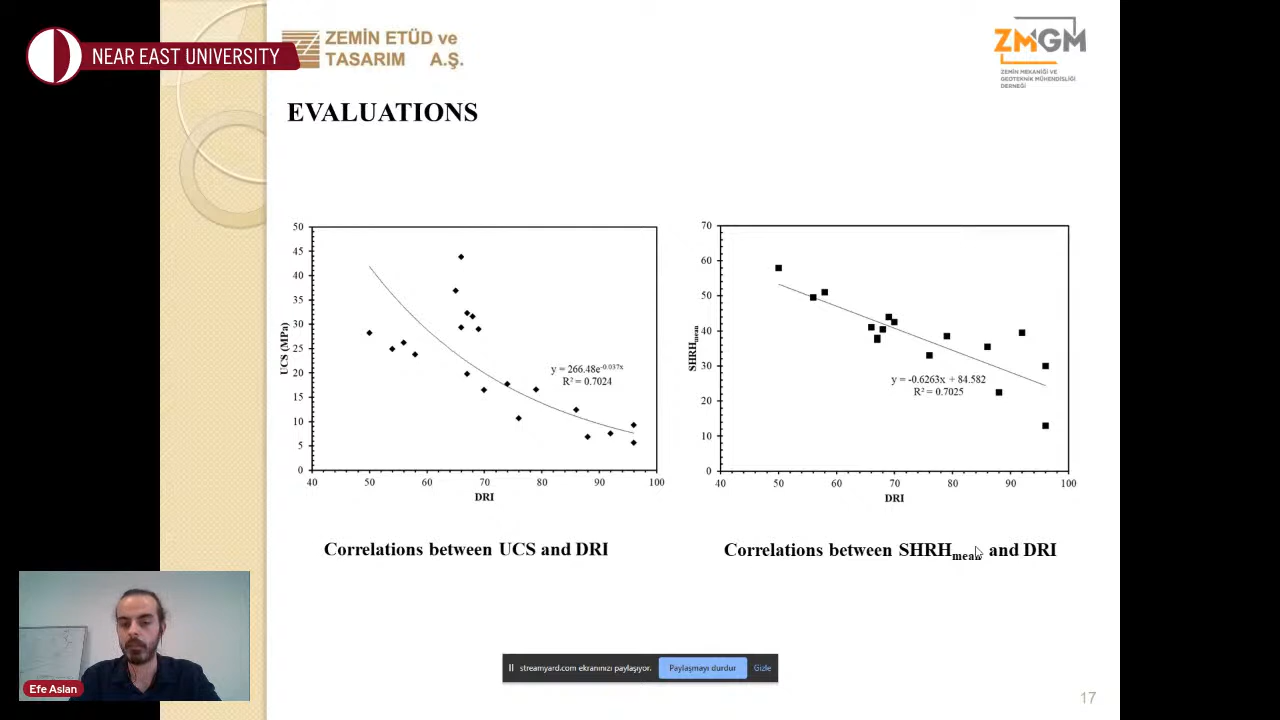 NEAR EAST UNIVERSITY
ZEMİN ETÜD ve
TASARIM A.Ş.
ZMGM
ZEMİN MEKANİĞİ VE
GEOTEKNİK MÜHENDİSLİĞİ
DERNEĞİ
EVALUATIONS
50
45
40
35
30
25
20
15
10
5
0
UCS (MPa)
y = 266.48e^-0.037x
R² = 0.7024
40 50 60 70 80 90 100
DRI
70
60
50
40
30
20
10
0
SHRHmean
y = -0.6263x + 84.582
R² = 0.7025
40 50 60 70 80 90 100
DRI
Correlations between UCS and DRI
Correlations between SHRHmean and DRI
Efe Aslan
streamyard.com ekranınızı paylaşıyor.
Paylaşmayı durdur
Gizle
17